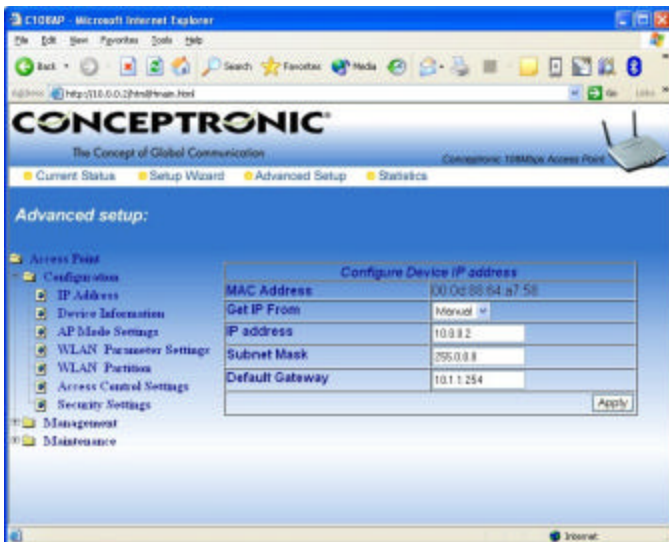 C108AP - Microsoft Internet Explorer
File Edit View Favorites Tools Help
Back Search Favorites Media
Address http://10.0.0.2/html/Hmain.html Go Links
CONCEPTRONIC
The Concept of Global Communication
Conceptronic 108Mbps Access Point
Current Status Setup Wizard Advanced Setup Statistics
Advanced setup:
Access Point
Configuration
IP Address
Device Information
AP Mode Settings
WLAN Parameter Settings
WLAN Partition
Access Control Settings
Security Settings
Management
Maintenance
Configure Device IP address
MAC Address 00:0d:88:64:a7:58
Get IP From Manual
IP address 10.0.0.2
Subnet Mask 255.0.0.0
Default Gateway 10.1.1.254
Apply
Internet